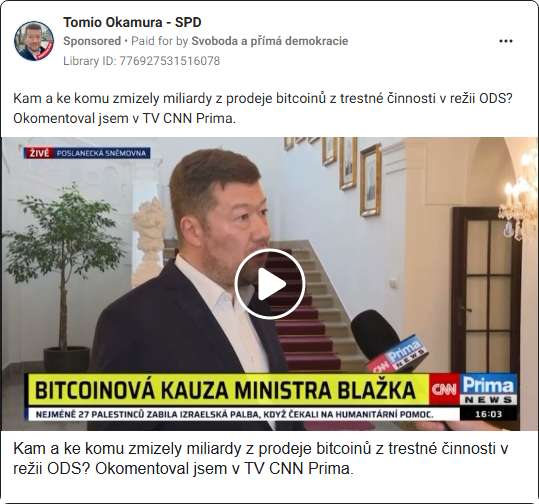 Tomio Okamura - SPD
Sponsored • Paid for by Svoboda a přímá demokracie
Library ID: 776927531516078
Kam a ke komu zmizely miliardy z prodeje bitcoinů z trestné činnosti v režii ODS?
Okomentoval jsem v TV CNN Prima.
ŽIVĚ POSLANECKÁ SNĚMOVNA
CNN Prima NEWS
BITCOINOVÁ KAUZA MINISTRA BLAŽKA
CNN Prima
NEWS
NEJMÉNĚ 27 PALESTINCŮ ZABILA IZRAELSKÁ PALBA, KDYŽ ČEKALI NA HUMANITÁRNÍ POMOC.
16:03
Kam a ke komu zmizely miliardy z prodeje bitcoinů z trestné činnosti v
režii ODS? Okomentoval jsem v TV CNN Prima.